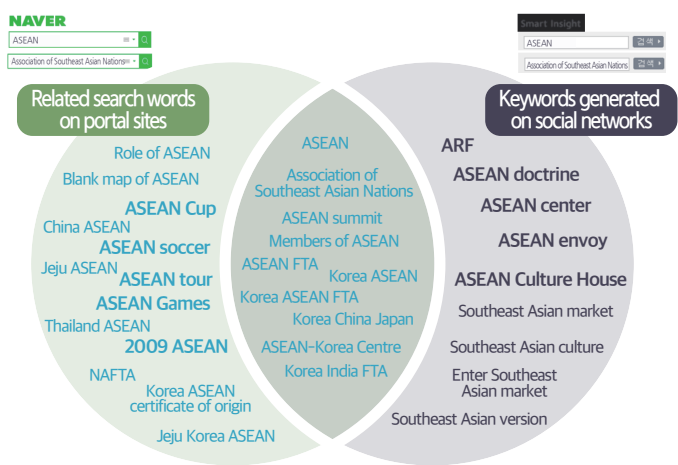 NAVER
ASEAN
Association of Southeast Asian Nations
Smart Insight
ASEAN
검색
Association of Southeast Asian Nations
검색
Related search words
on portal sites
Keywords generated
on social networks
Role of ASEAN
Blank map of ASEAN
ASEAN Cup
China ASEAN
ASEAN soccer
Jeju ASEAN
ASEAN tour
ASEAN Games
Thailand ASEAN
2009 ASEAN
NAFTA
Korea ASEAN
certificate of origin
Jeju Korea ASEAN
ASEAN
Association of
Southeast Asian Nations
ASEAN summit
Members of ASEAN
ASEAN FTA
Korea ASEAN
Korea ASEAN FTA
Korea China Japan
ASEAN-Korea Centre
Korea India FTA
ARF
ASEAN doctrine
ASEAN center
ASEAN envoy
ASEAN Culture House
Southeast Asian market
Southeast Asian culture
Enter Southeast
Asian market
Southeast Asian version